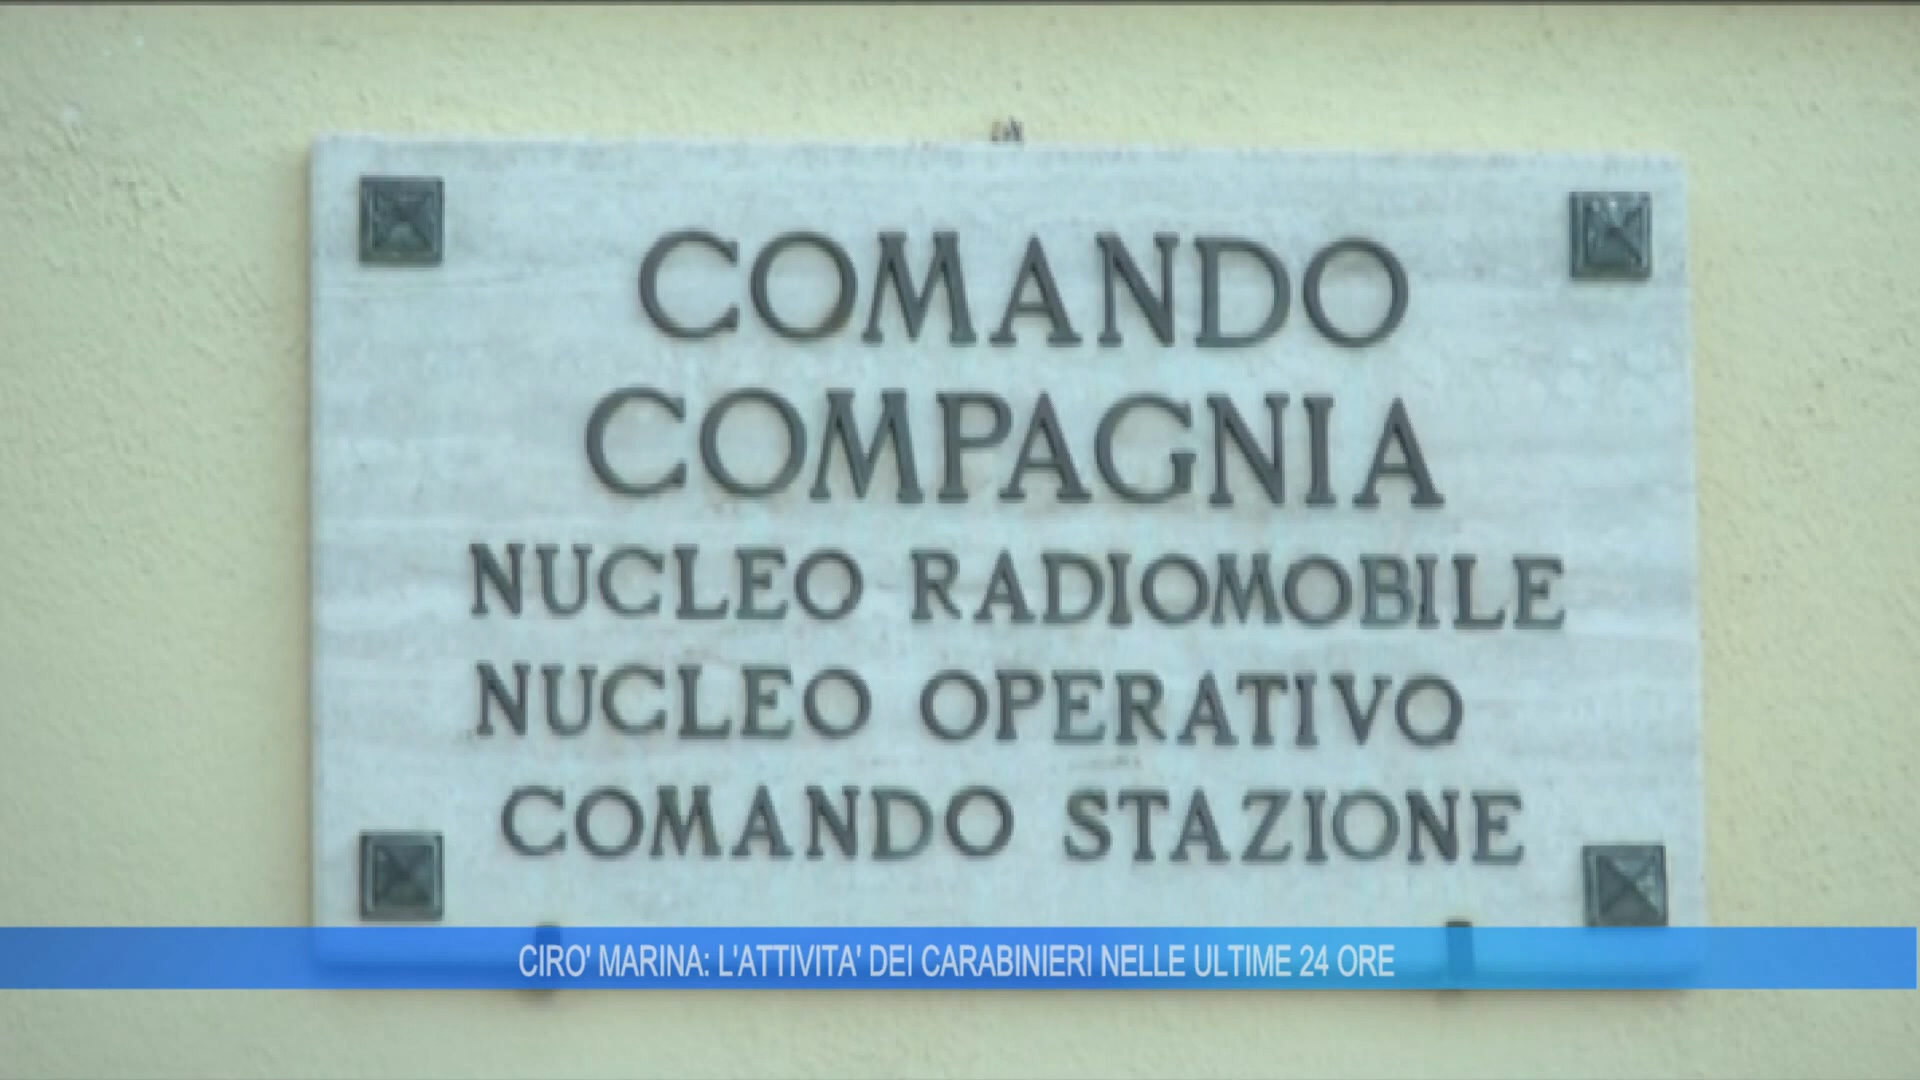 COMANDO
COMPAGNIA
NUCLEO RADIOMOBILE
NUCLEO OPERATIVO
COMANDO STAZIONE
CIRO' MARINA: L'ATTIVITA' DEI CARABINIERI NELLE ULTIME 24 ORE